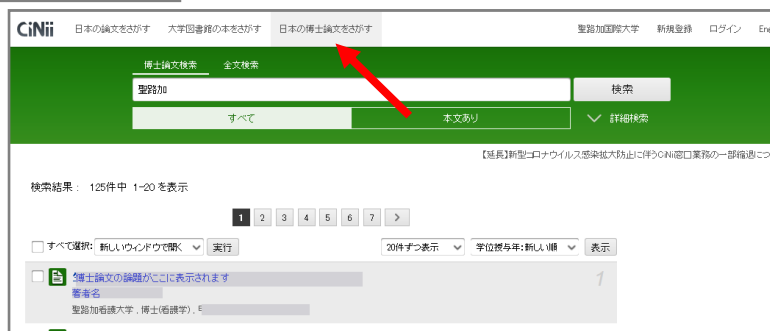 CiNii 日本の論文をさがす 大学図書館の本をさがす 日本の博士論文をさがす 聖路加国際大学 新規登録 ログイン
博士論文検索 全文検索
聖路加 検索
すべて 本文あり 詳細検索
【延長】新型コロナウイルス感染拡大防止に伴うCiNii窓口業務の一部縮退につ
検索結果： 125件中 1-20 を表示
1 2 3 4 5 6 7 >
すべて選択: 新しいウィンドウで開く 実行 20件ずつ表示 学位授与年:新しい順 表示
博士論文の論題がここに表示されます 1
著者名
聖路加看護大学 , 博士(看護学) ,